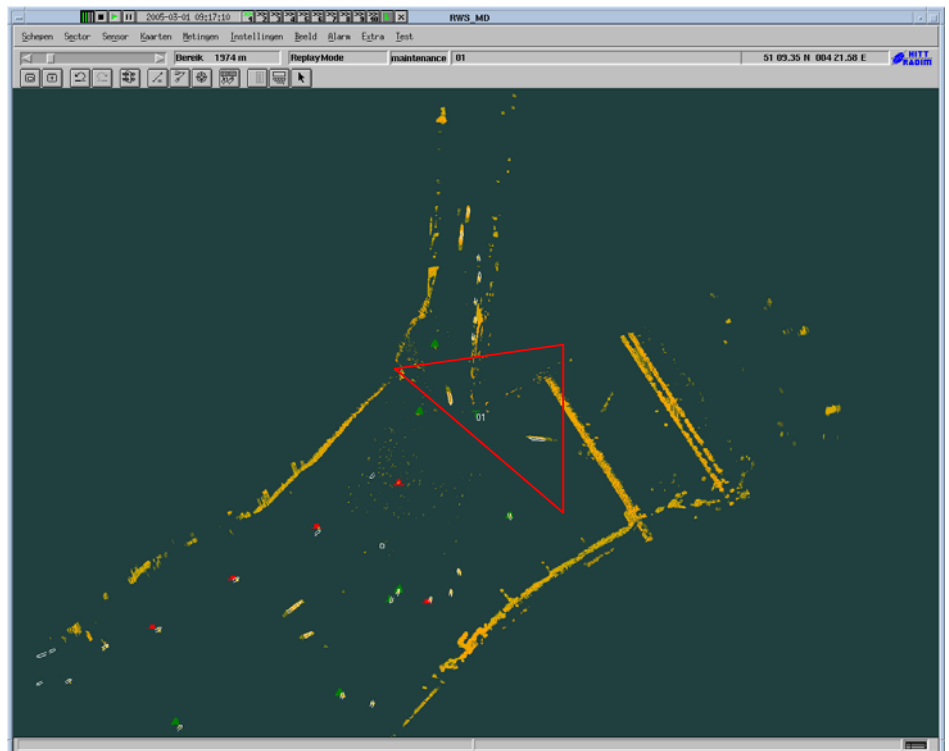 2005-03-01 09:17:10 RWS_MD
Schepen Sector Sensor Kaarten Metingen Instellingen Beeld Alarm Extra Test
Bereik 1974 m ReplayMode maintenance 01 51 09.35 N 004 21.58 E HITT RADIM
01